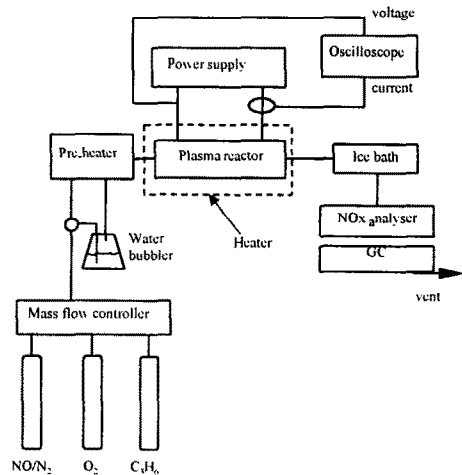 voltage
Oscilloscope
Power supply
current
Pre-heater
Plasma reactor
Ice bath
NOx analyser
Water
bubbler
Heater
GC
vent
Mass flow controller
NO/N₂
O₂